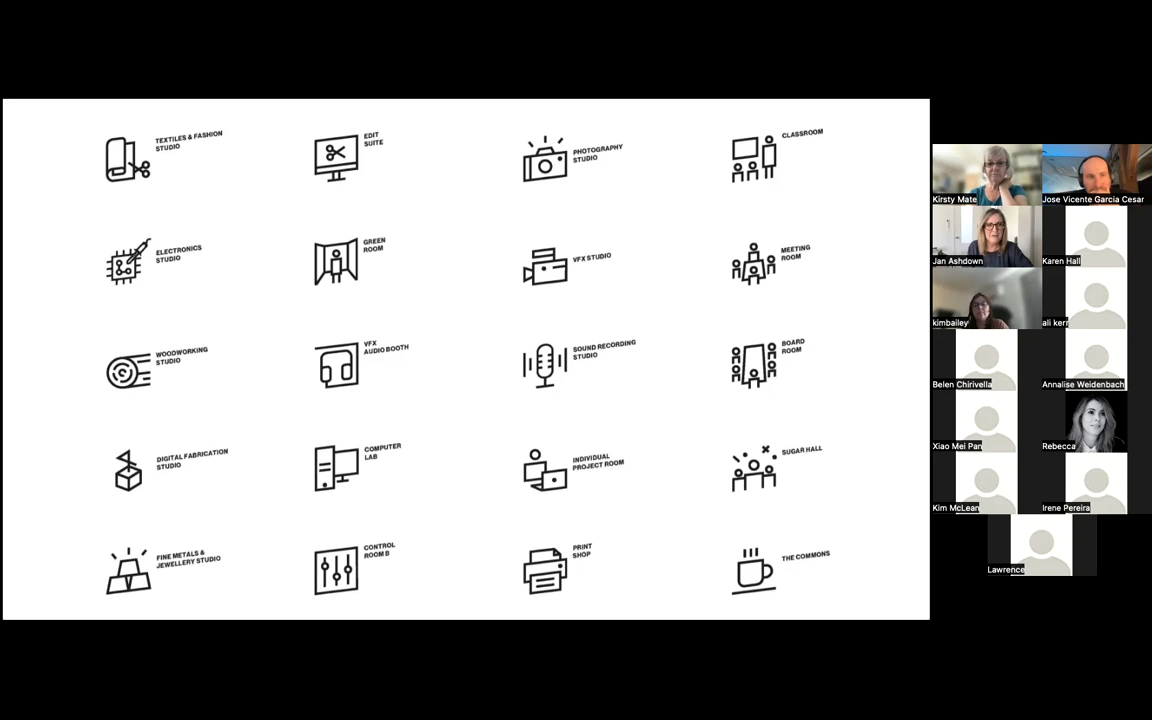 TEXTILES & FASHION
STUDIO
EDIT
SUITE
PHOTOGRAPHY
STUDIO
CLASSROOM
ELECTRONICS
STUDIO
GREEN
ROOM
VFX STUDIO
MEETING
ROOM
WOODWORKING
STUDIO
VFX
AUDIO BOOTH
SOUND RECORDING
STUDIO
BOARD
ROOM
DIGITAL FABRICATION
STUDIO
COMPUTER
LAB
INDIVIDUAL
PROJECT ROOM
SUGAR HALL
FINE METALS &
JEWELLERY STUDIO
CONTROL
ROOM B
PRINT
SHOP
THE COMMONS
Kirsty Mate
Jose Vicente Garcia Cesar
Jan Ashdown
Karen Hall
kimbailey
ali kerr
Belen Chirivella
Annalise Weidenbach
Xiao Mei Pan
Rebecca
Kim McLean
Irene Pereira
Lawrence